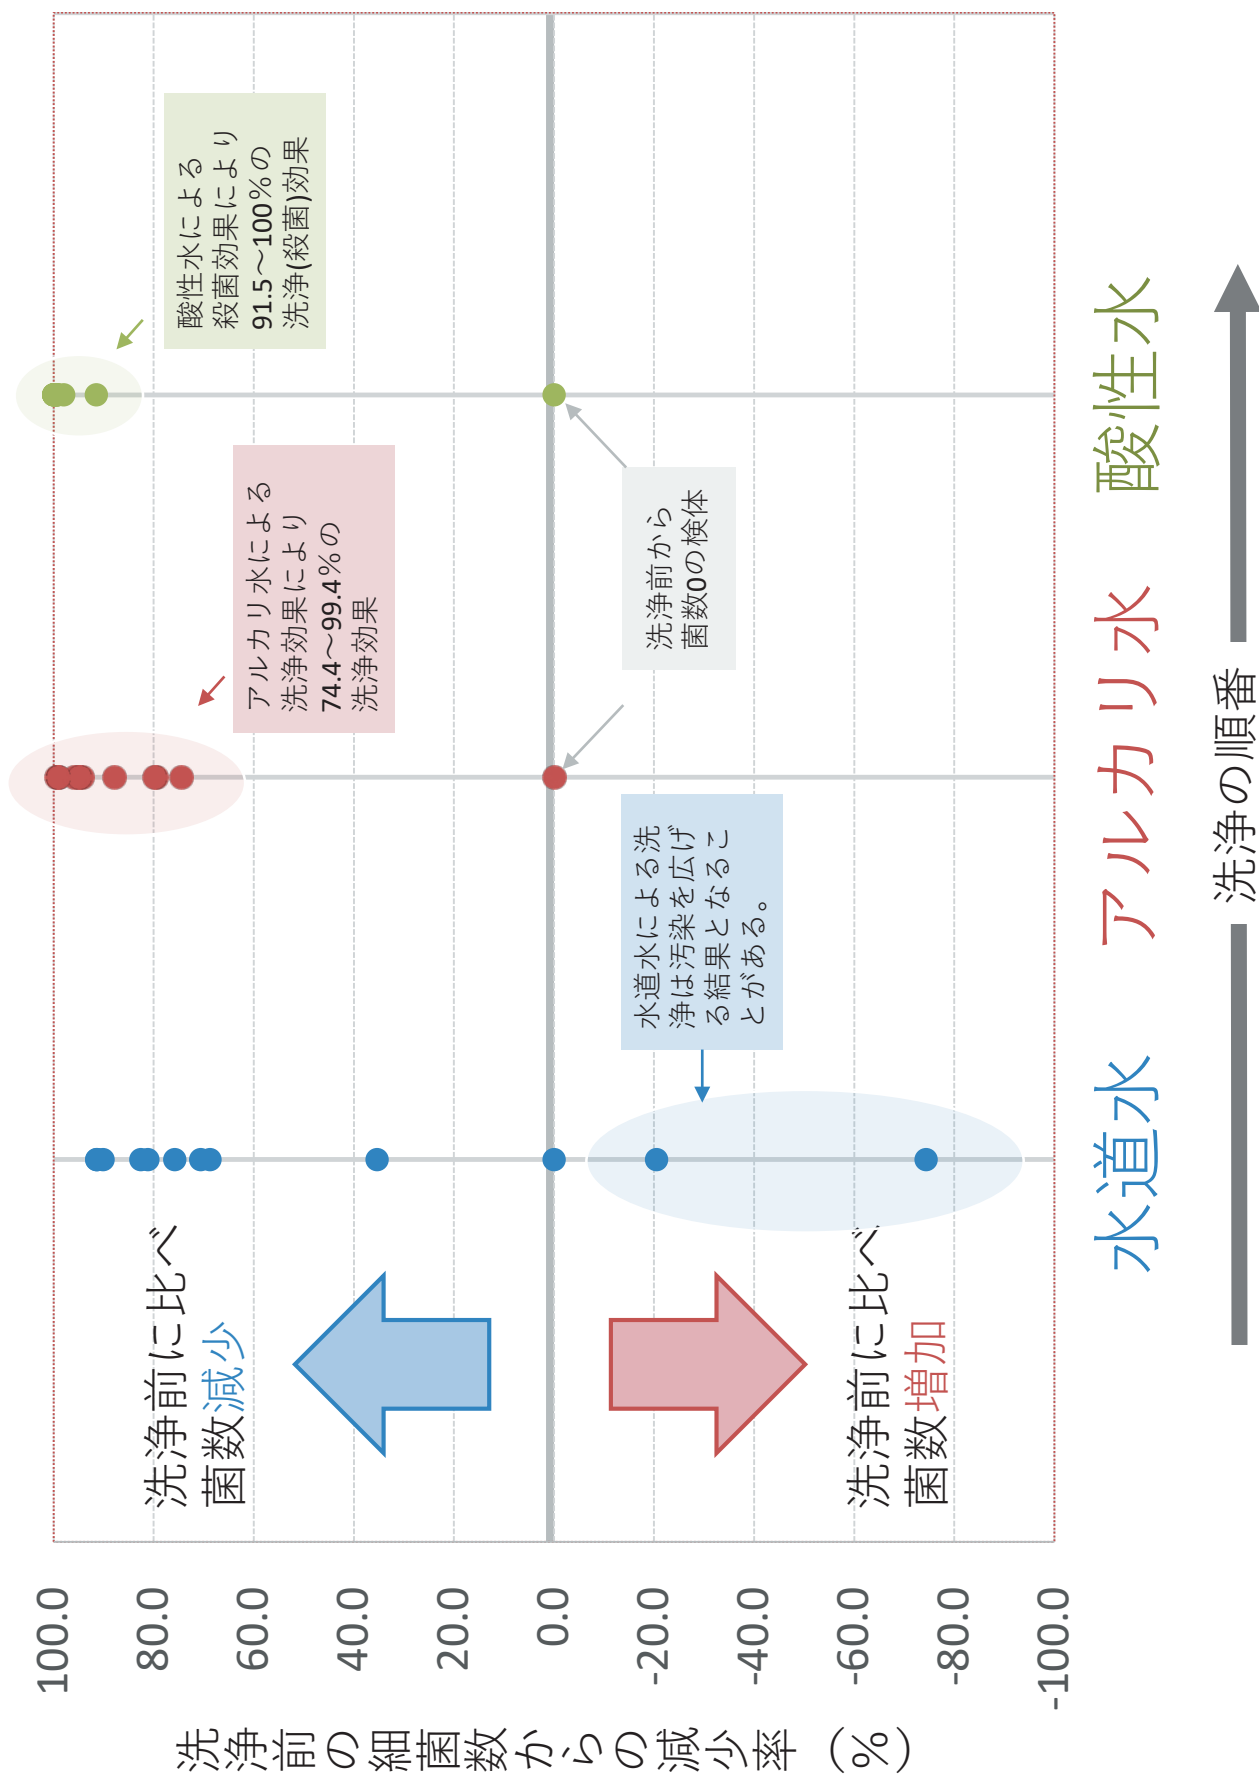 洗浄前の細菌数からの減少率（%）
100.0
80.0
60.0
40.0
20.0
0.0
-20.0
-40.0
-60.0
-80.0
-100.0
洗浄前に比べ
菌数減少
洗浄前に比べ
菌数増加
水道水による洗
浄は汚染を広げ
る結果となるこ
とがある。
アルカリ水による
洗浄効果により
74.4～99.4%の
洗浄効果
洗浄前から
菌数0の検体
酸性水による
殺菌効果により
91.5～100%の
洗浄(殺菌)効果
水道水
アルカリ水
酸性水
洗浄の順番